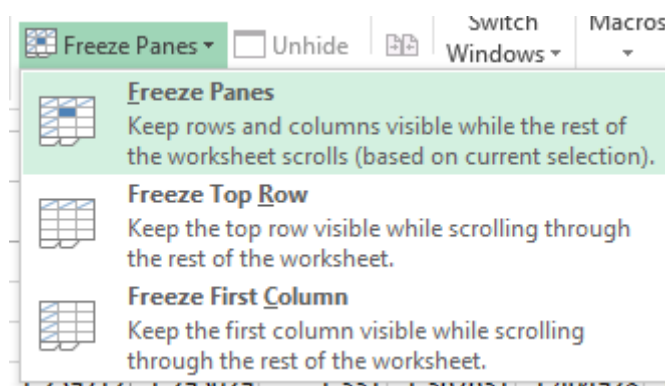 Freeze Panes Unhide Switch Windows Macros
Freeze Panes
Keep rows and columns visible while the rest of
the worksheet scrolls (based on current selection).
Freeze Top Row
Keep the top row visible while scrolling through
the rest of the worksheet.
Freeze First Column
Keep the first column visible while scrolling
through the rest of the worksheet.